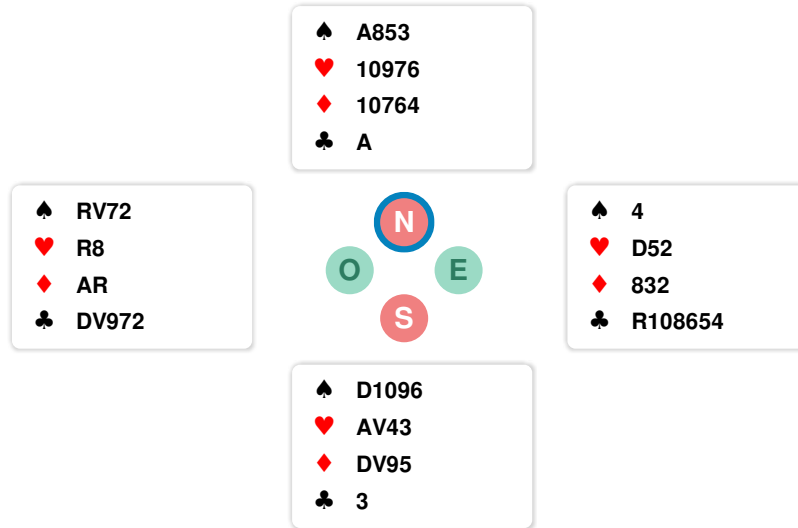 ♠ A853
♥ 10976
♦ 10764
♣ A
♠ RV72
♥ R8
♦ AR
♣ DV972
N
O E
S
♠ 4
♥ D52
♦ 832
♣ R108654
♠ D1096
♥ AV43
♦ DV95
♣ 3